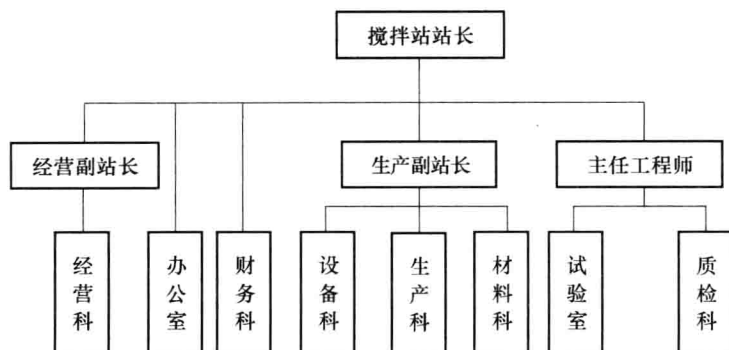 搅拌站站长
经营副站长
生产副站长
主任工程师
经营科
办公室
财务科
设备科
生产科
材料科
试验室
质检科